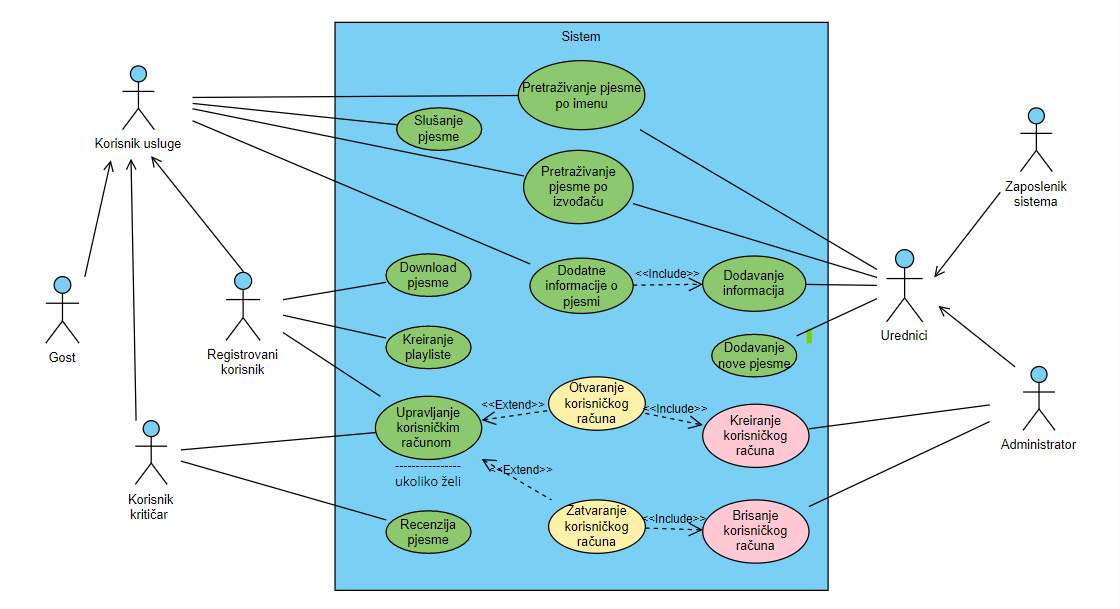 Sistem
Korisnik usluge
Pretraživanje pjesme
po imenu
Slušanje
pjesme
Pretraživanje
pjesme po
izvođaču
Zaposlenik
sistema
Download
pjesme
Dodatne
informacije o
pjesmi
<<Include>>
Dodavanje
informacija
Urednici
Gost
Registrovani
korisnik
Kreiranje
playliste
Dodavanje
nove pjesme
Upravljanje
korisničkim
računom
----------------
ukoliko želi
<<Extend>>
Otvaranje
korisničkog
računa
<<Include>>
Kreiranje
korisničkog
računa
Administrator
<<Extend>>
Korisnik
kritičar
Recenzija
pjesme
Zatvaranje
korisničkog
računa
<<Include>>
Brisanje
korisničkog
računa